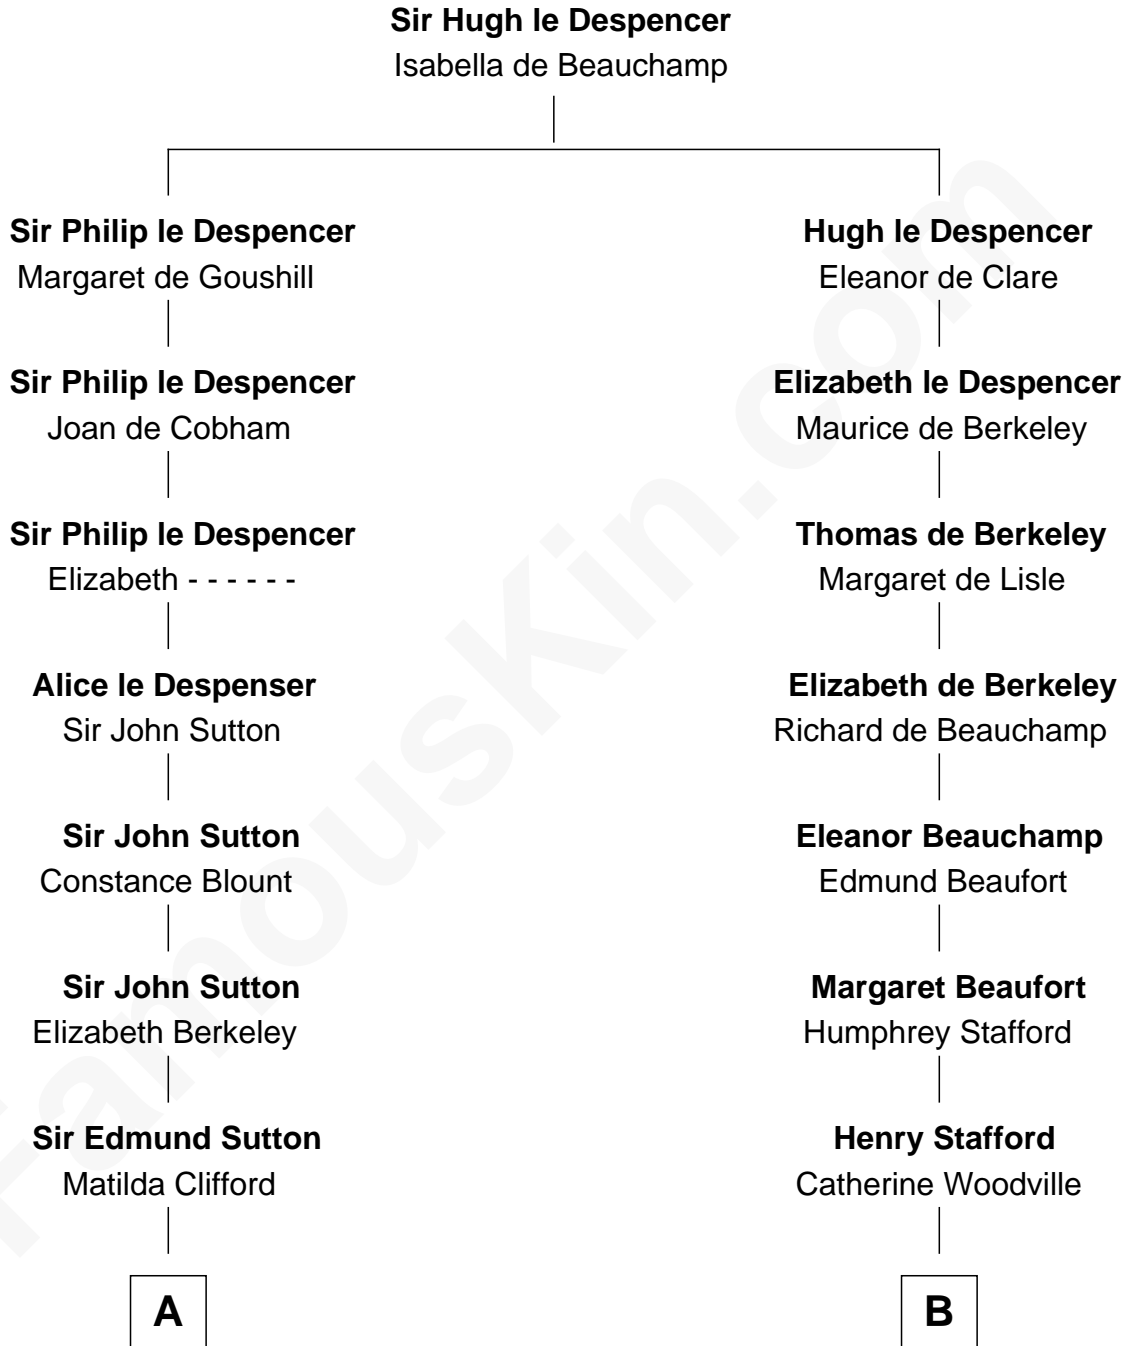 Sir Hugh le Despencer
Isabella de Beauchamp
Sir Philip le Despencer
Margaret de Goushill
Hugh le Despencer
Eleanor de Clare
Sir Philip le Despencer
Joan de Cobham
Elizabeth le Despencer
Maurice de Berkeley
Sir Philip le Despencer
Elizabeth - - - - - -
Thomas de Berkeley
Margaret de Lisle
Alice le Despenser
Sir John Sutton
Elizabeth de Berkeley
Richard de Beauchamp
Sir John Sutton
Constance Blount
Eleanor Beauchamp
Edmund Beaufort
Sir John Sutton
Elizabeth Berkeley
Margaret Beaufort
Humphrey Stafford
Sir Edmund Sutton
Matilda Clifford
Henry Stafford
Catherine Woodville
A
B
FamousKin.com